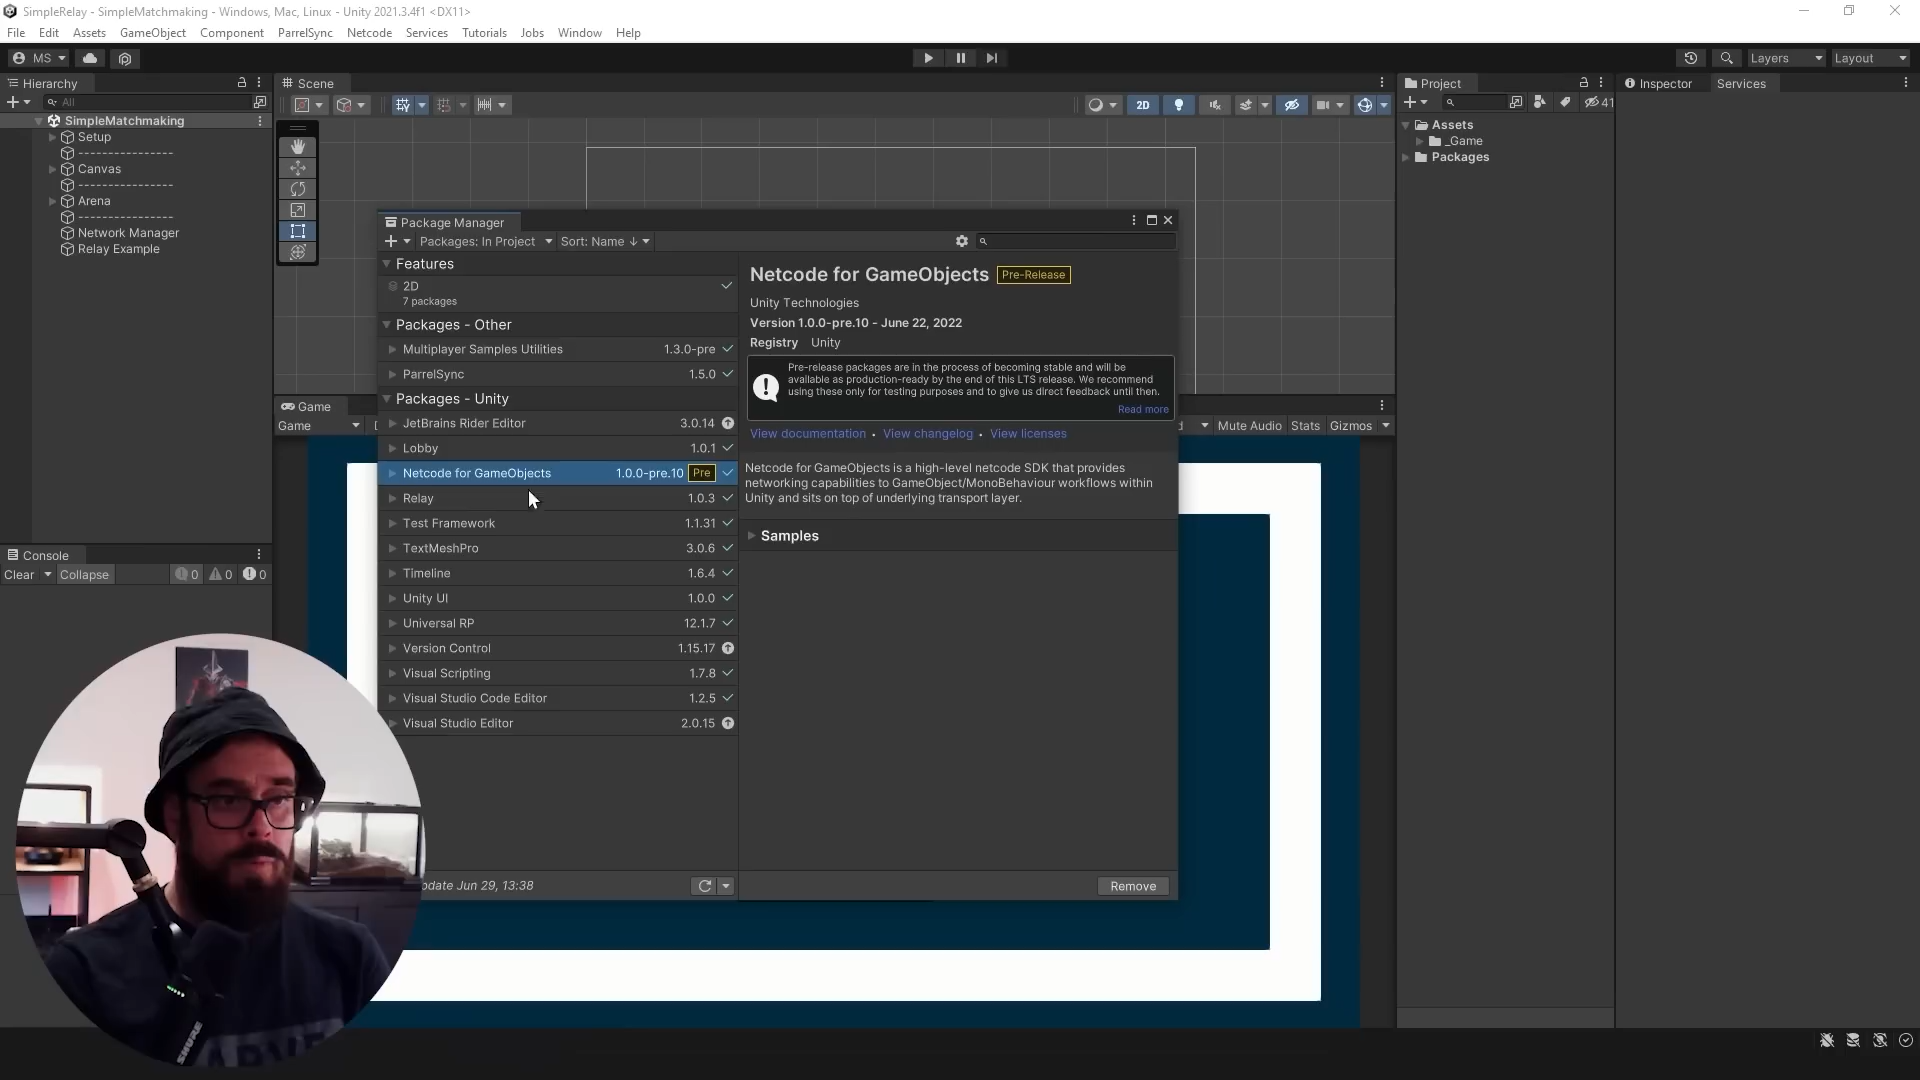 SimpleRelay - SimpleMatchmaking - Windows, Mac, Linux - Unity 2021.3.4f1 <DX11>
File Edit Assets GameObject Component ParrelSync Netcode Services Tutorials Jobs Window Help
MS
Layers
Layout
Hierarchy
All
SimpleMatchmaking
Setup
----------------
Canvas
----------------
Arena
----------------
Network Manager
Relay Example
Scene
2D
Project
41
Assets
_Game
Packages
Inspector
Services
Package Manager
Packages: In Project
Sort: Name ↓
Features
2D
7 packages
Packages - Other
Multiplayer Samples Utilities 1.3.0-pre
ParrelSync 1.5.0
Packages - Unity
JetBrains Rider Editor 3.0.14
Lobby 1.0.1
Netcode for GameObjects 1.0.0-pre.10 Pre
Relay 1.0.3
Test Framework 1.1.31
TextMeshPro 3.0.6
Timeline 1.6.4
Unity UI 1.0.0
Universal RP 12.1.7
Version Control 1.15.17
Visual Scripting 1.7.8
Visual Studio Code Editor 1.2.5
Visual Studio Editor 2.0.15
pdate Jun 29, 13:38
Netcode for GameObjects Pre-Release
Unity Technologies
Version 1.0.0-pre.10 - June 22, 2022
Registry Unity
Pre-release packages are in the process of becoming stable and will be
available as production-ready by the end of this LTS release. We recommend
using these only for testing purposes and to give us direct feedback until then.
Read more
View documentation • View changelog • View licenses
Netcode for GameObjects is a high-level netcode SDK that provides
networking capabilities to GameObject/MonoBehaviour workflows within
Unity and sits on top of underlying transport layer.
Samples
Remove
Game
Game
Mute Audio Stats Gizmos
Console
Clear Collapse 0 0 0
SHURE